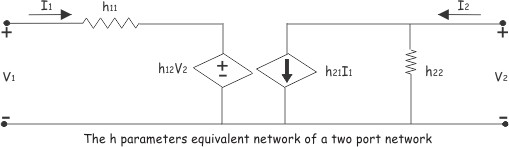 I1 h11 I2
+ +
h12V2 + - h21I1 h22
V1 V2
- -
The h parameters equivalent network of a two port network